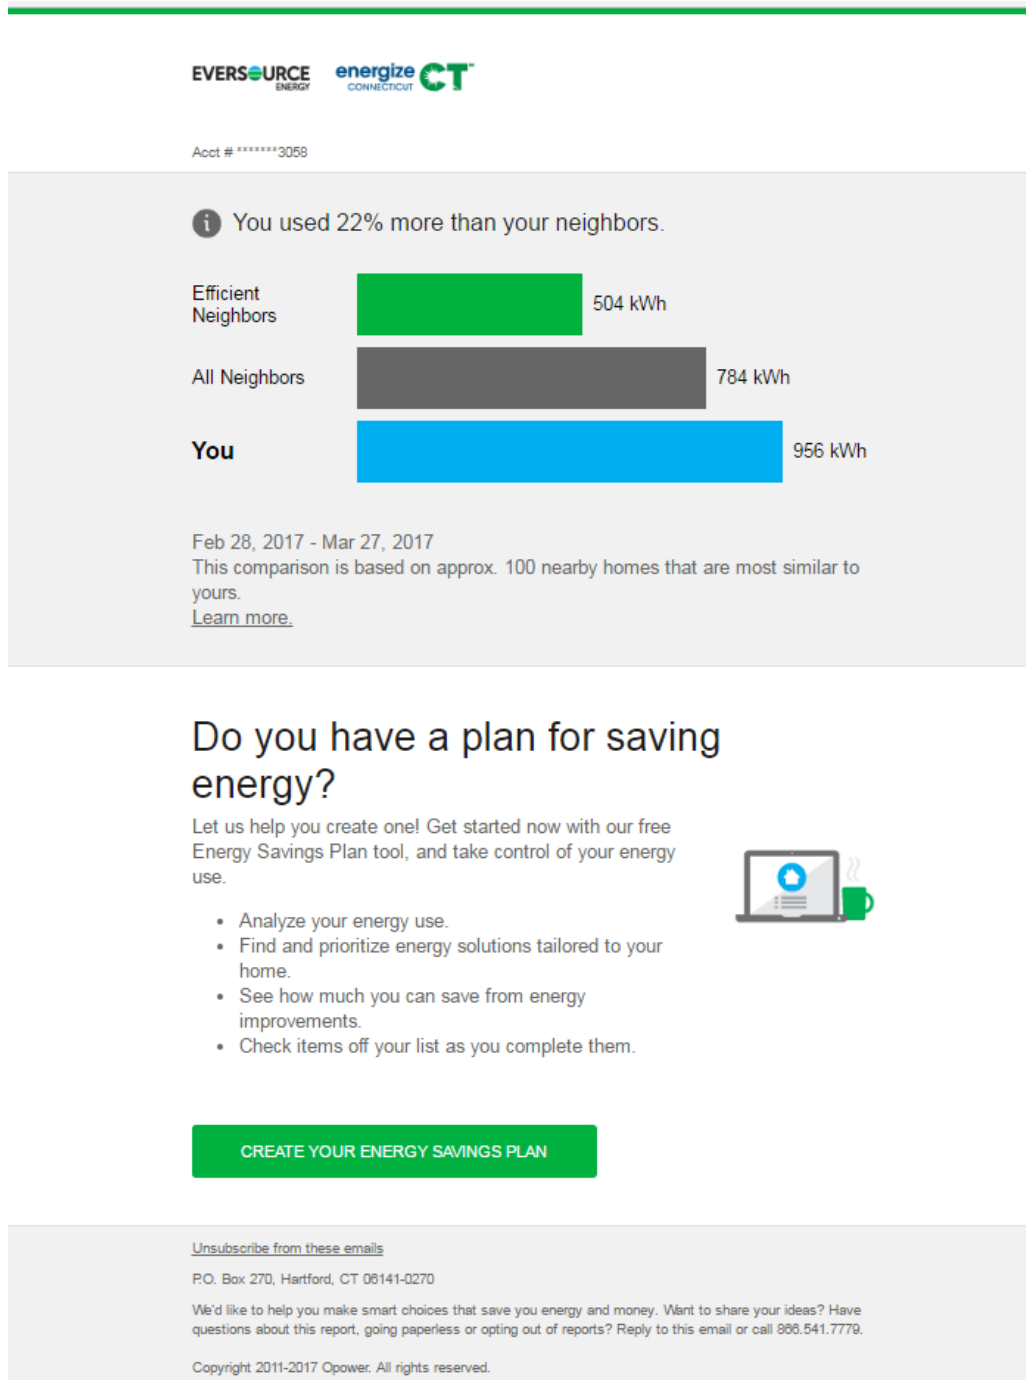 EVERSOURCE
ENERGY
energize CT™
CONNECTICUT
Acct # *******3058
You used 22% more than your neighbors.
Efficient
Neighbors
504 kWh
All Neighbors
784 kWh
You
956 kWh
Feb 28, 2017 - Mar 27, 2017
This comparison is based on approx. 100 nearby homes that are most similar to
yours.
Learn more.
Do you have a plan for saving
energy?
Let us help you create one! Get started now with our free
Energy Savings Plan tool, and take control of your energy
use.
• Analyze your energy use.
• Find and prioritize energy solutions tailored to your
home.
• See how much you can save from energy
improvements.
• Check items off your list as you complete them.
CREATE YOUR ENERGY SAVINGS PLAN
Unsubscribe from these emails
P.O. Box 270, Hartford, CT 06141-0270
We'd like to help you make smart choices that save you energy and money. Want to share your ideas? Have
questions about this report, going paperless or opting out of reports? Reply to this email or call 866.541.7779.
Copyright 2011-2017 Opower. All rights reserved.